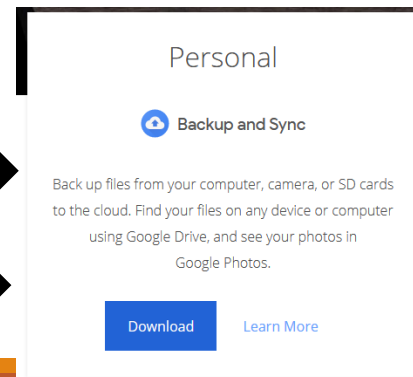 Personal
Backup and Sync
Back up files from your computer, camera, or SD cards
to the cloud. Find your files on any device or computer
using Google Drive, and see your photos in
Google Photos.
Download Learn More